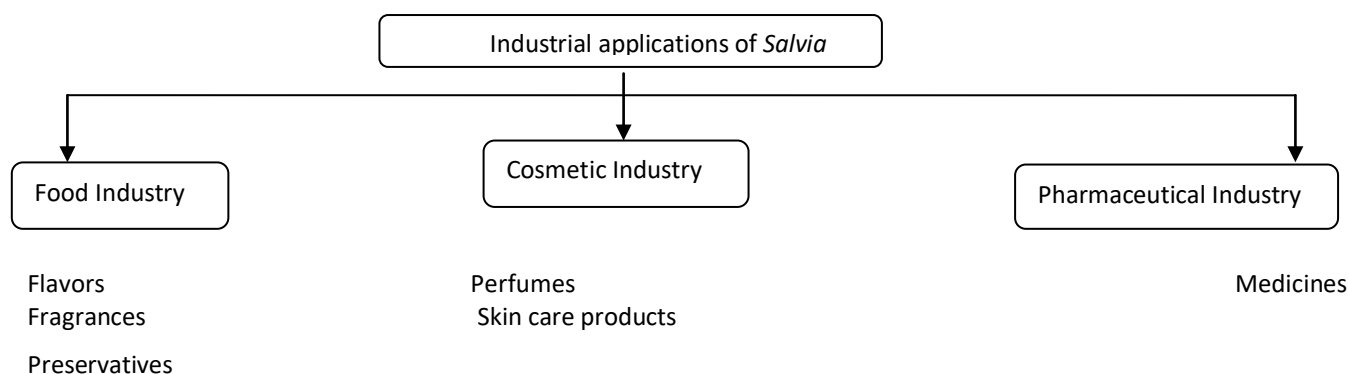 Industrial applications of Salvia
Food Industry
Cosmetic Industry
Pharmaceutical Industry
Flavors
Fragrances
Preservatives
Perfumes
Skin care products
Medicines